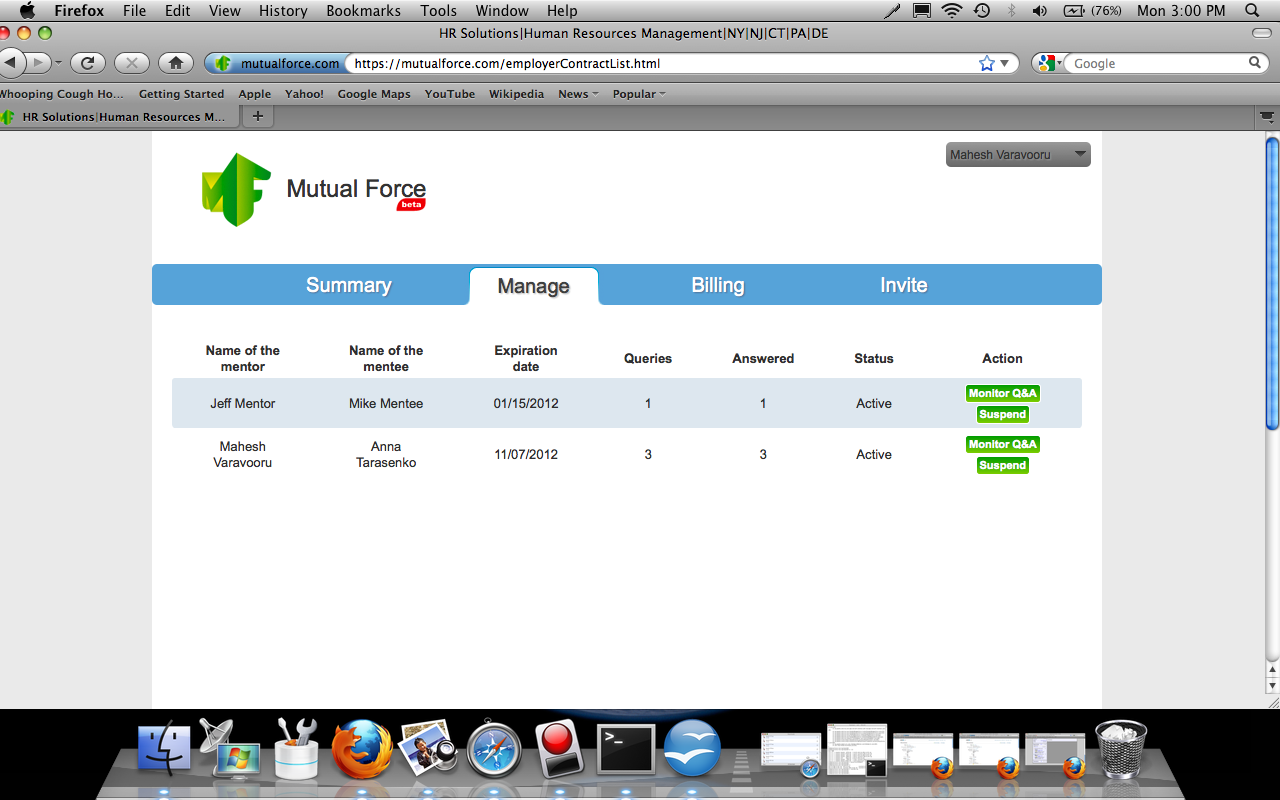 Firefox File Edit View History Bookmarks Tools Window Help (76%) Mon 3:00 PM
HR Solutions|Human Resources Management|NY|NJ|CT|PA|DE
mutualforce.com https://mutualforce.com/employerContractList.html Google
Whooping Cough Ho... Getting Started Apple Yahoo! Google Maps YouTube Wikipedia News Popular
HR Solutions|Human Resources M... +
Mahesh Varavooru
MF
Mutual Force
beta
Summary Manage Billing Invite
Name of the mentor Name of the mentee Expiration date Queries Answered Status Action
Jeff Mentor Mike Mentee 01/15/2012 1 1 Active Monitor Q&A
Suspend
Mahesh Varavooru Anna Tarasenko 11/07/2012 3 3 Active Monitor Q&A
Suspend
>_